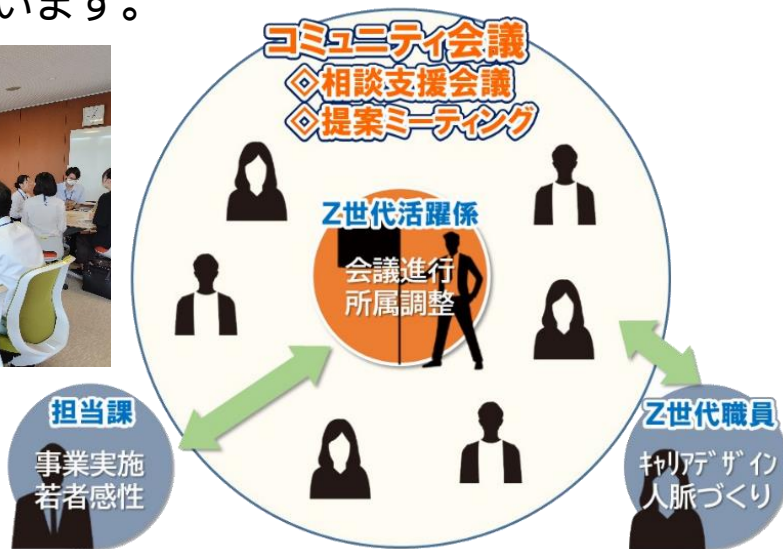 います。
コミュニティ会議
◇相談支援会議
◇提案ミーティング
Z世代活躍係
会議進行
所属調整
担当課
事業実施
若者感性
Z世代職員
ｷｬﾘｱﾃﾞｻﾞｲﾝ
人脈づくり